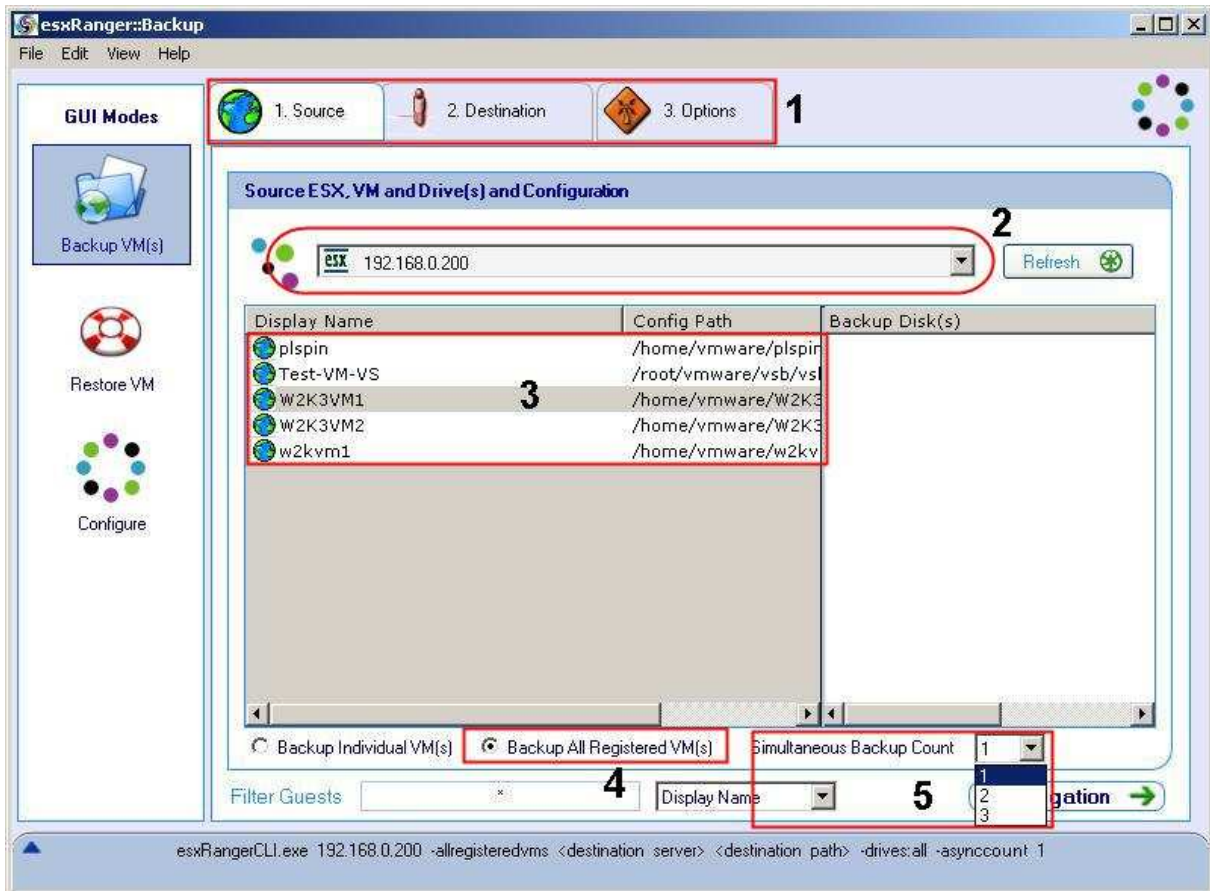 esxRanger::Backup
File Edit View Help
GUI Modes
1. Source
2. Destination
3. Options
1
Source ESX, VM and Drive(s) and Configuration
2
Backup VM(s)
esx 192.168.0.200
Refresh
Display Name
Config Path
Backup Disk(s)
plspin /home/vmware/plspin
Test-VM-VS /root/vmware/vsb/vsb
W2K3VM1 /home/vmware/W2K3
W2K3VM2 /home/vmware/W2K3
w2kvm1 /home/vmware/w2kv
3
Restore VM
Configure
Backup Individual VM(s)
Backup All Registered VM(s)
Simultaneous Backup Count
1
4
Filter Guests
*
Display Name
5
1
2
3
gation
esxRangerCLI.exe 192.168.0.200 -allregisteredvms <destination server> <destination path> -drives:all -asynccount 1